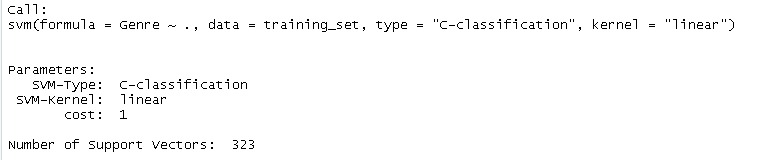 Call:
svm(formula = Genre ~ ., data = training_set, type = "C-classification", kernel = "linear")
Parameters:
SVM-Type: C-classification
SVM-Kernel: linear
cost: 1
Number of Support Vectors: 323